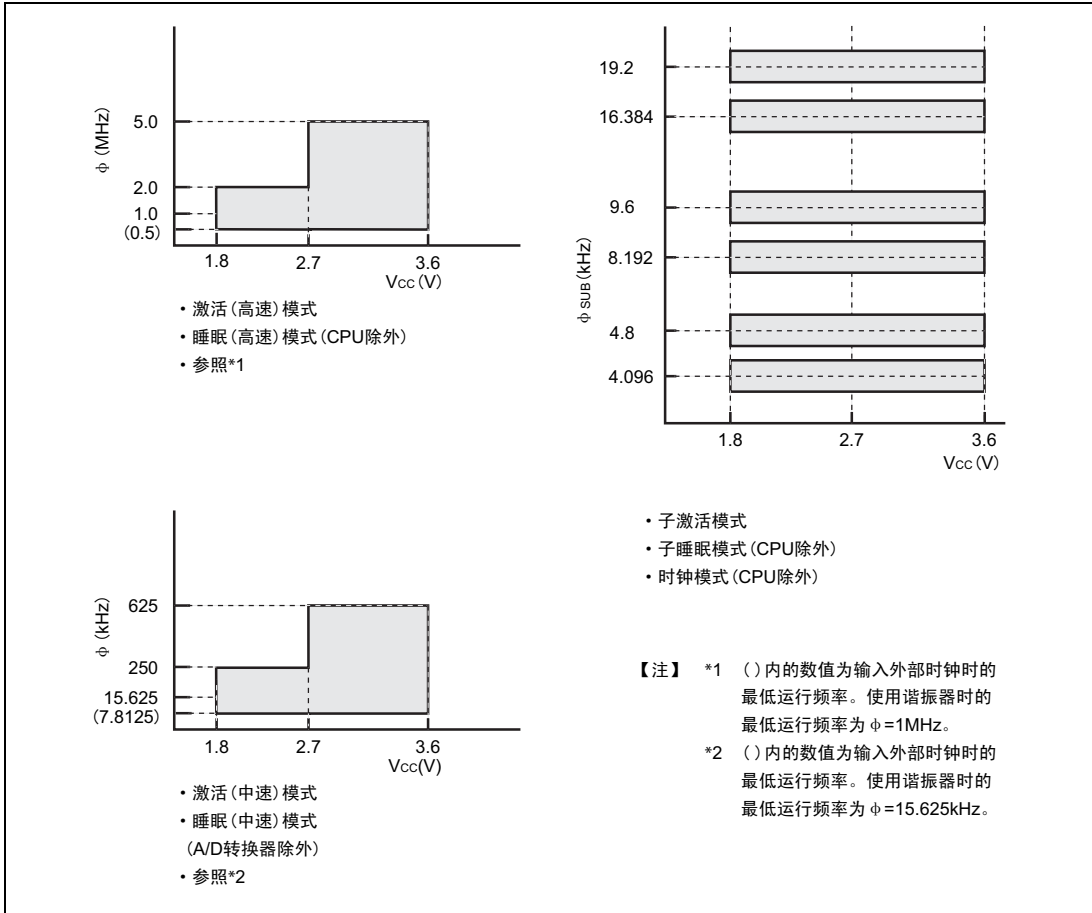 φ (MHz)
5.0
2.0
1.0
(0.5)
1.8 2.7 3.6
Vcc (V)
・激活(高速)模式
・睡眠(高速)模式(CPU除外)
・参照*1
φ SUB (kHz)
19.2
16.384
9.6
8.192
4.8
4.096
1.8 2.7 3.6
Vcc (V)
・子激活模式
・子睡眠模式(CPU除外)
・时钟模式(CPU除外)
φ (kHz)
625
250
15.625
(7.8125)
1.8 2.7 3.6
Vcc(V)
・激活(中速)模式
・睡眠(中速)模式
(A/D转换器除外)
・参照*2
【注】 *1 ( )内的数值为输入外部时钟时的
最低运行频率。使用谐振器时的
最低运行频率为φ=1MHz。
*2 ( )内的数值为输入外部时钟时的
最低运行频率。使用谐振器时的
最低运行频率为φ=15.625kHz。